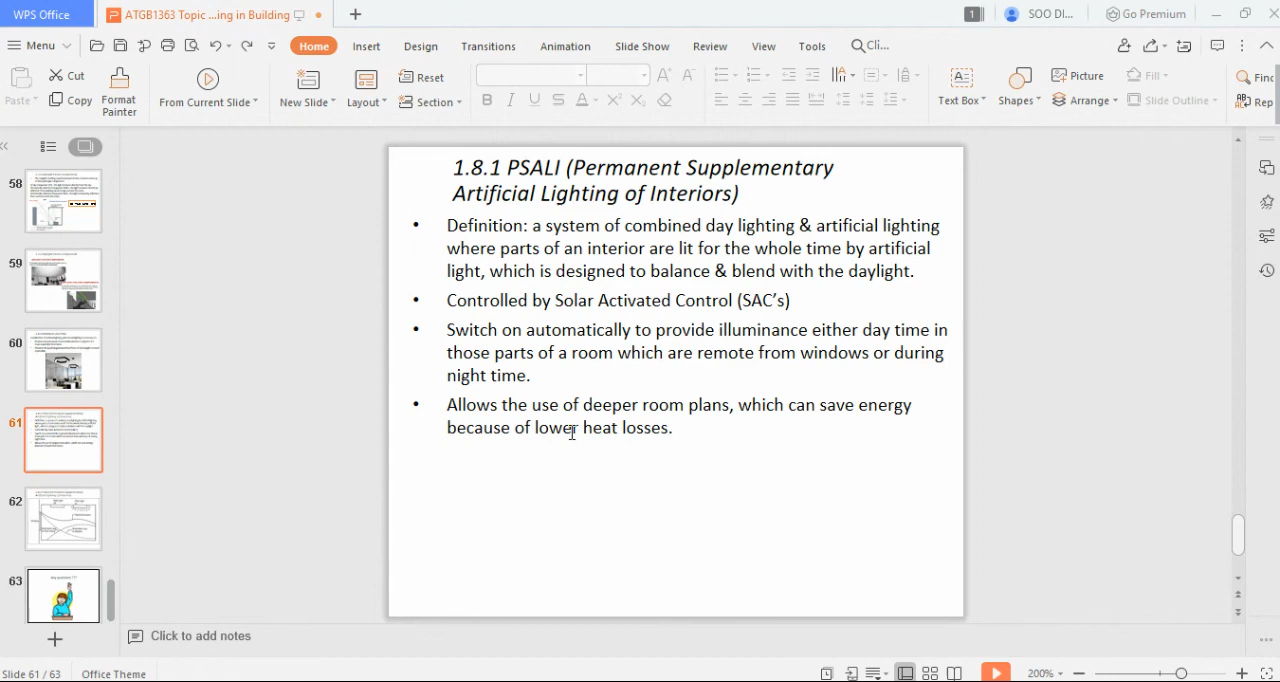 WPS Office
ATGB1363 Topic ...ing in Building
1
SOO DI...
Go Premium
Menu
Home
Insert
Design
Transitions
Animation
Slide Show
Review
View
Tools
Cli...
Paste
Cut
Copy
Format
Painter
From Current Slide
New Slide
Layout
Reset
Section
B I U S A X² X₂
Text Box
Shapes
Picture
Arrange
Fill
Slide Outline
Find
Rep
58
59
60
61
62
63
1.8.1 PSALI (Permanent Supplementary
Artificial Lighting of Interiors)
• Definition: a system of combined day lighting & artificial lighting
where parts of an interior are lit for the whole time by artificial
light, which is designed to balance & blend with the daylight.
• Controlled by Solar Activated Control (SAC's)
• Switch on automatically to provide illuminance either day time in
those parts of a room which are remote from windows or during
night time.
• Allows the use of deeper room plans, which can save energy
because of lower heat losses.
Click to add notes
Slide 61 / 63
Office Theme
200%